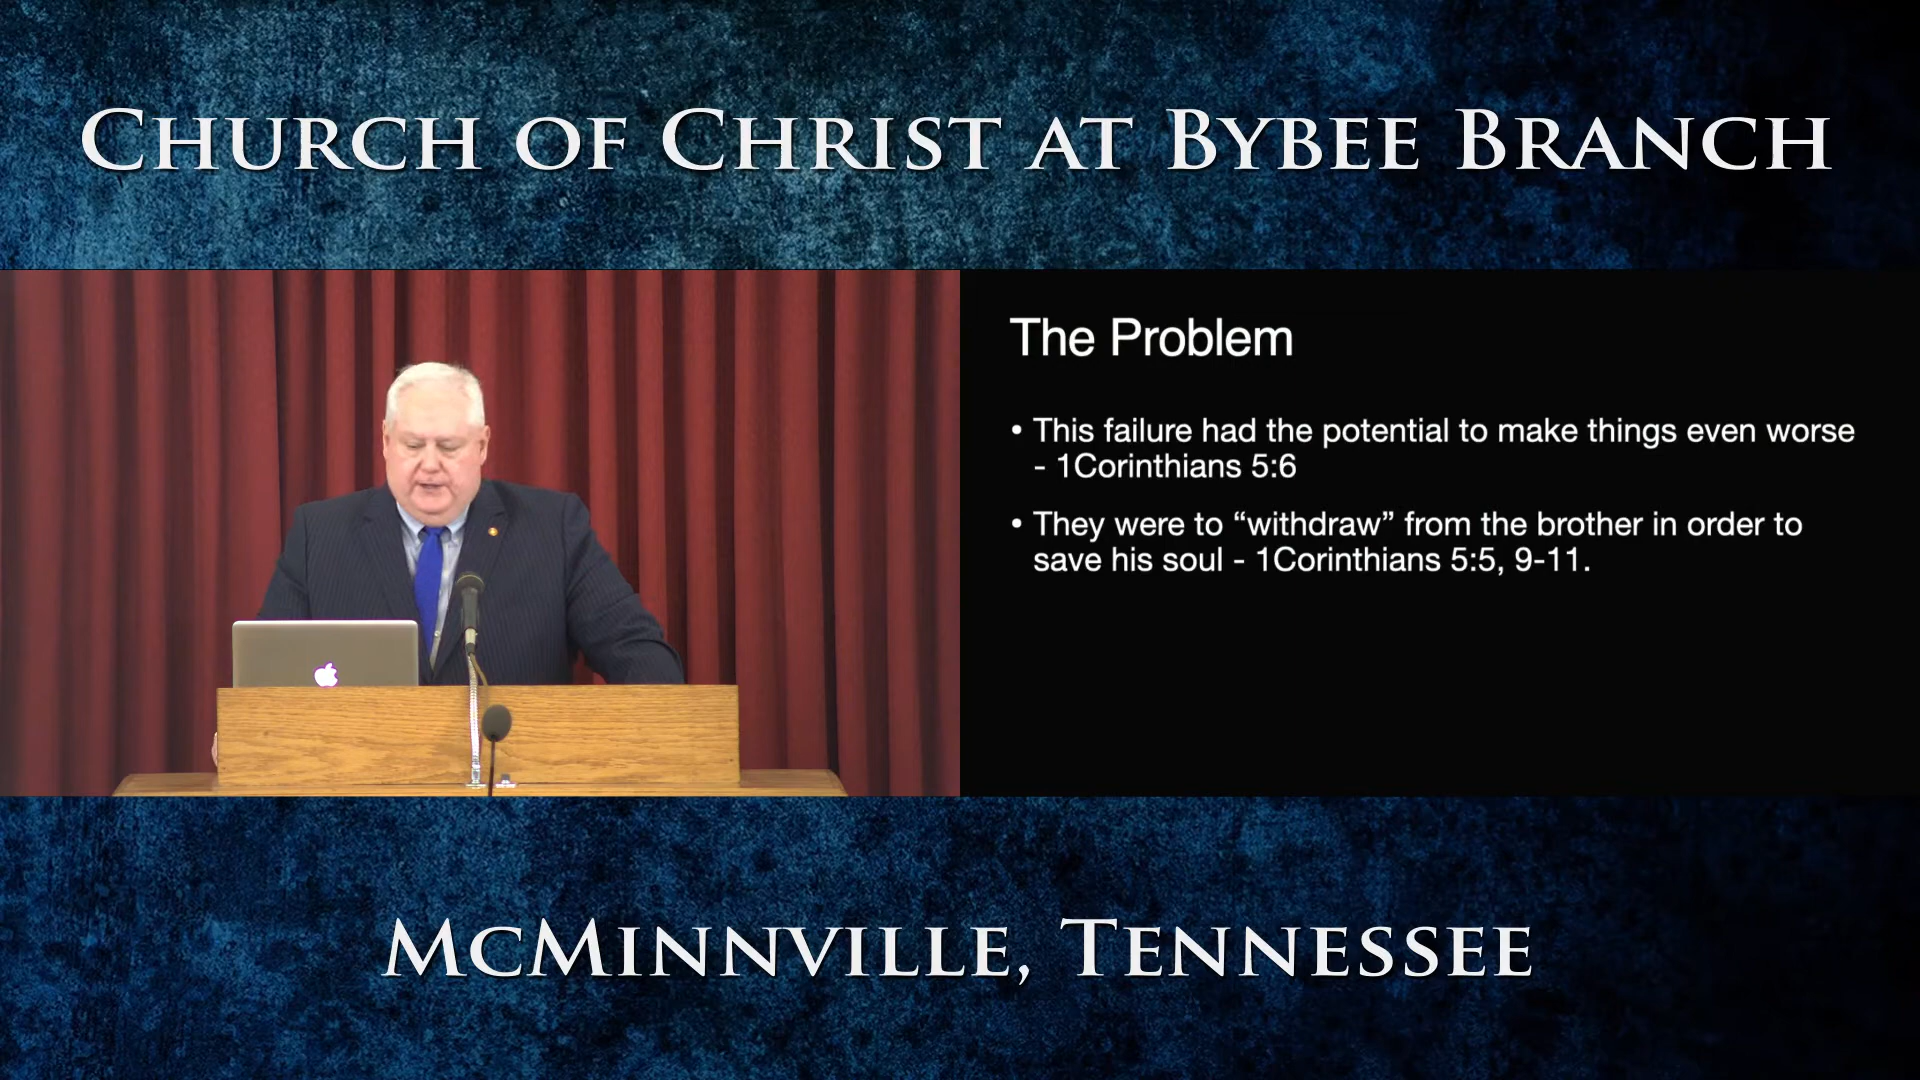 Church of Christ at Bybee Branch
The Problem
• This failure had the potential to make things even worse
- 1Corinthians 5:6
• They were to “withdraw” from the brother in order to
save his soul - 1Corinthians 5:5, 9-11.
McMinnville, Tennessee